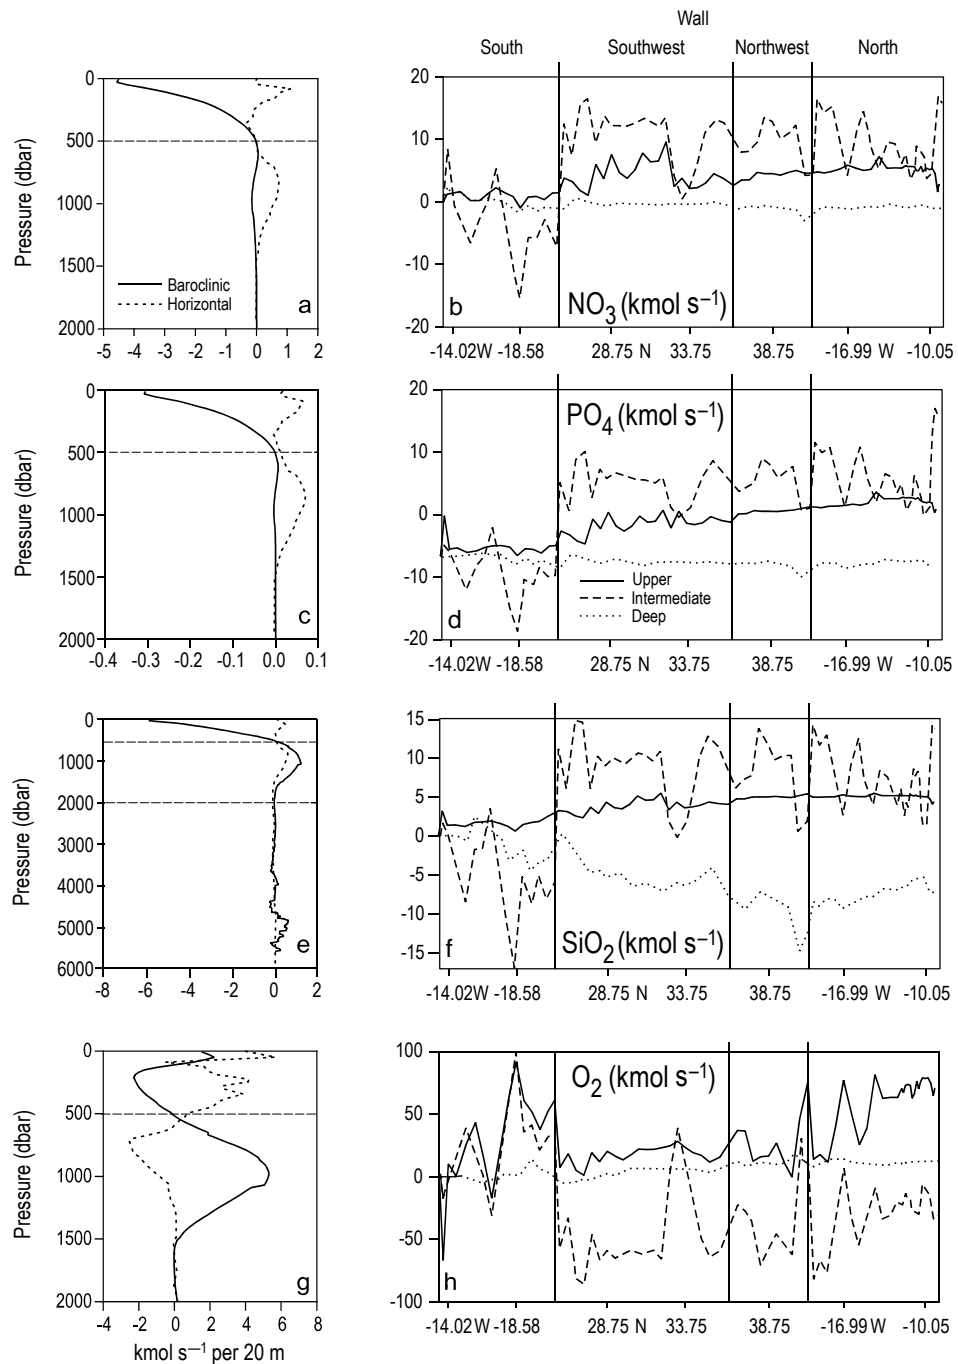 Wall
South Southwest Northwest North
0
500
1000
1500
2000
Pressure (dbar)
Baroclinic
Horizontal
a
-5 -4 -3 -2 -1 0 1 2
20
10
0
-10
-20
b NO3 (kmol s–1)
-14.02W -18.58 28.75 N 33.75 38.75 -16.99 W -10.05
0
500
1000
1500
2000
Pressure (dbar)
c
-0.4 -0.3 -0.2 -0.1 0.0 0.1
20
10
0
-10
-20
PO4 (kmol s–1)
Upper
Intermediate
Deep
d
-14.02W -18.58 28.75 N 33.75 38.75 -16.99 W -10.05
0
1000
2000
3000
4000
5000
6000
Pressure (dbar)
e
-8 -6 -4 -2 0 2
15
10
5
0
-5
-10
-15
f SiO2 (kmol s–1)
-14.02W -18.58 28.75 N 33.75 38.75 -16.99 W -10.05
0
500
1000
1500
2000
Pressure (dbar)
g
-4 -2 0 2 4 6 8
kmol s–1 per 20 m
100
50
0
-50
-100
O2 (kmol s–1)
h
-14.02W -18.58 28.75 N 33.75 38.75 -16.99 W -10.05